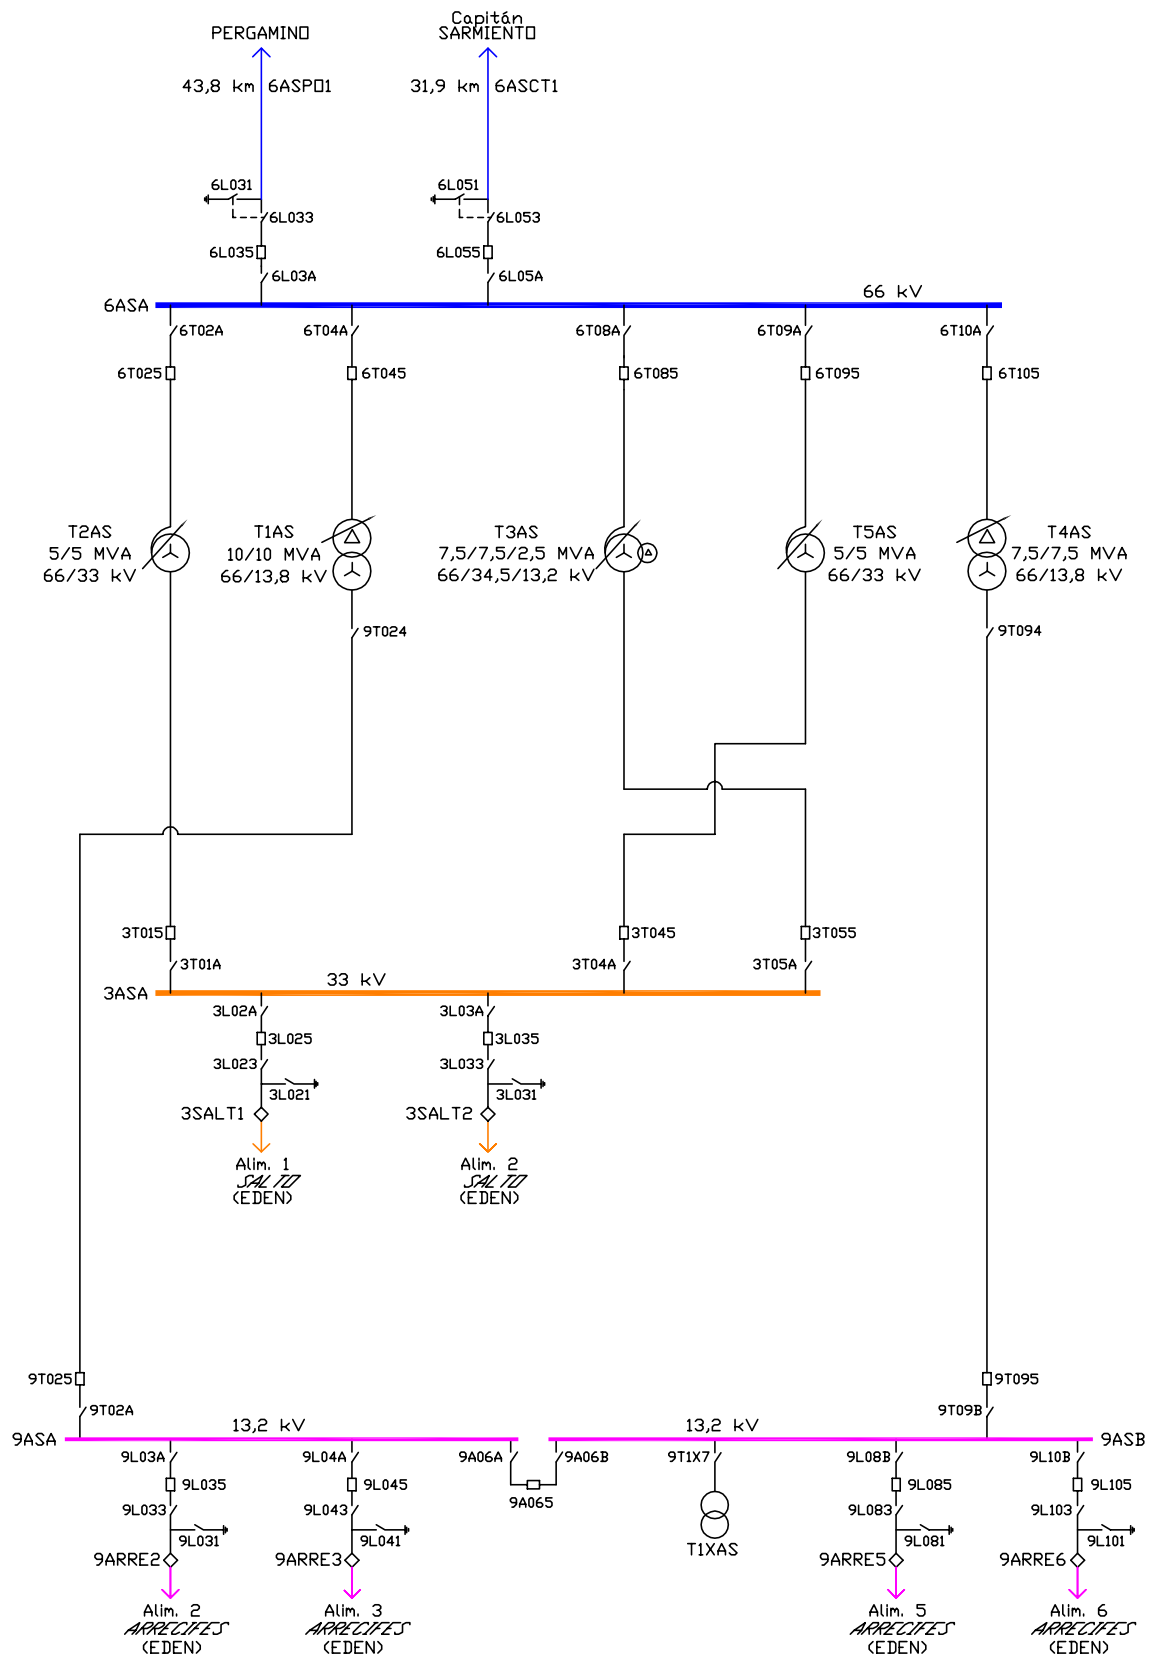 Capitán
PERGAMINO
SARMIENTO
43,8 km
6ASPO1
31,9 km
6ASCT1
6L031
6L051
6L033
6L053
6L035
6L055
6L03A
6L05A
66 kV
6ASA
6T02A
6T04A
6T08A
6T09A
6T10A
6T025
6T045
6T085
6T095
6T105
T2AS
5/5 MVA
66/33 kV
T1AS
10/10 MVA
66/13,8 kV
T3AS
7,5/7,5/2,5 MVA
66/34,5/13,2 kV
T5AS
5/5 MVA
66/33 kV
T4AS
7,5/7,5 MVA
66/13,8 kV
9T024
9T094
3T015
3T045
3T055
3T01A
3T04A
3T05A
33 kV
3ASA
3L02A
3L03A
3L025
3L035
3L023
3L033
3L021
3L031
3SALT1
3SALT2
Alim. 1
SALTO
(EDEN)
Alim. 2
SALTO
(EDEN)
9T025
9T095
9T02A
9T09B
13,2 kV
13,2 kV
9ASA
9ASB
9L03A
9L04A
9A06A
9A06B
9T1X7
9L08B
9L10B
9L035
9L045
9A065
9L085
9L105
9L033
9L043
9L083
9L103
9L031
9L041
9L081
9L101
T1XAS
9ARRE2
9ARRE3
9ARRE5
9ARRE6
Alim. 2
ARRECIFES
(EDEN)
Alim. 3
ARRECIFES
(EDEN)
Alim. 5
ARRECIFES
(EDEN)
Alim. 6
ARRECIFES
(EDEN)